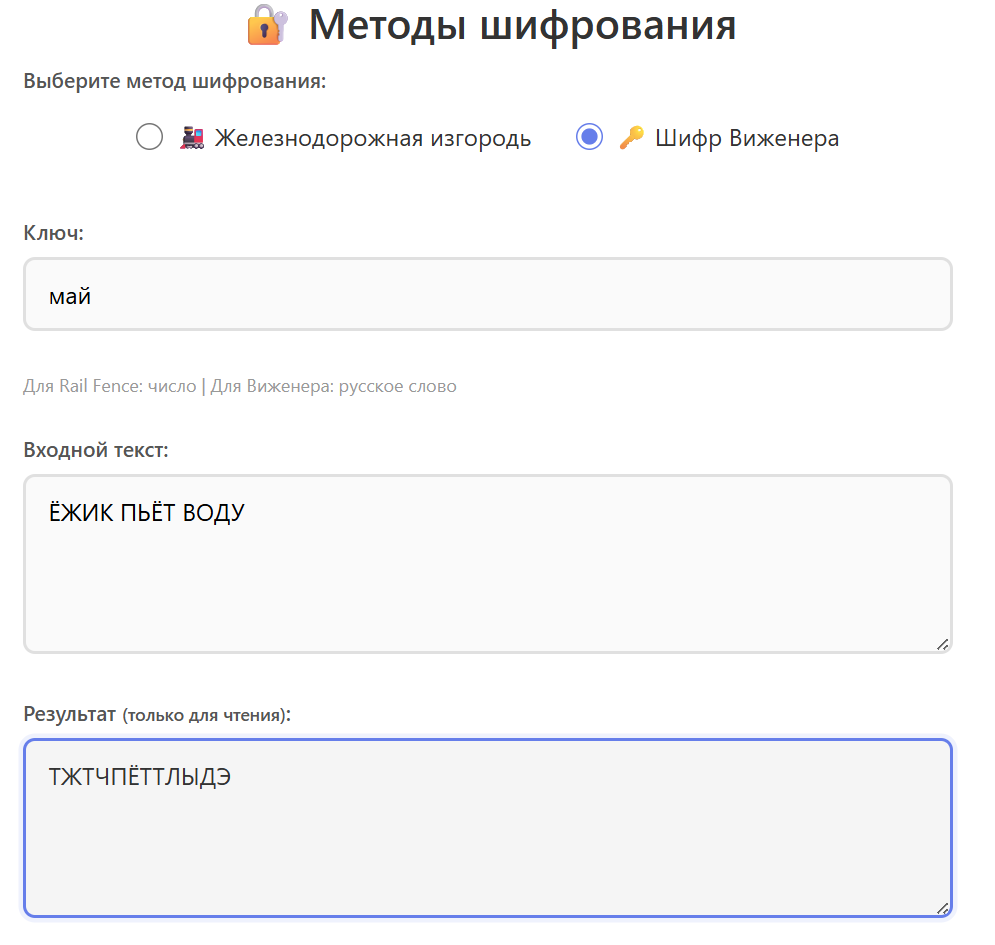 🔐 Методы шифрования
Выберите метод шифрования:
🚂 Железнодорожная изгородь 🔑 Шифр Виженера
Ключ:
май
Для Rail Fence: число | Для Виженера: русское слово
Входной текст:
ЁЖИК ПЬЁТ ВОДУ
Результат (только для чтения):
ТЖТЧПЁТТЛЫДЭ